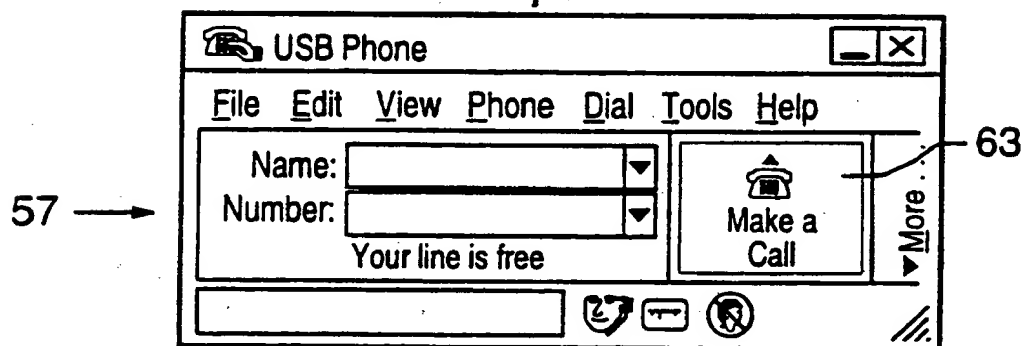 USB Phone
File Edit View Phone Dial Tools Help
Name:
Number:
Your line is free
Make a
Call
More...
57
63